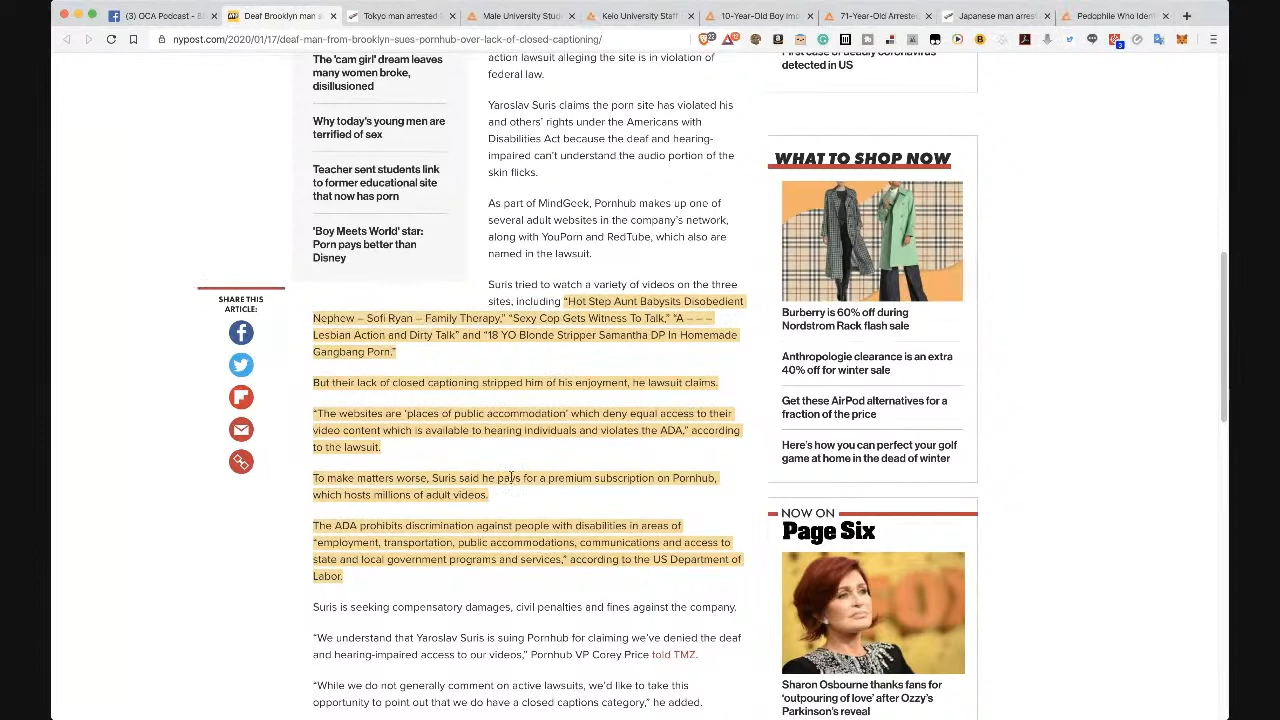 (3) OCA Podcast - B
Deaf Brooklyn man s
Tokyo man arrested
Male University Stud
Keio University Staff
10-Year-Old Boy Imp
71-Year-Old Arrested
Japanese man arrest
Pedophile Who Ident
nypost.com/2020/01/17/deaf-man-from-brooklyn-sues-pornhub-over-lack-of-closed-captioning/
The 'cam girl' dream leaves
many women broke,
disillusioned
Why today's young men are
terrified of sex
Teacher sent students link
to former educational site
that now has porn
'Boy Meets World' star:
Porn pays better than
Disney
SHARE THIS
ARTICLE:
action lawsuit alleging the site is in violation of
federal law.
Yaroslav Suris claims the porn site has violated his
and others' rights under the Americans with
Disabilities Act because the deaf and hearing-
impaired can't understand the audio portion of the
skin flicks.
As part of MindGeek, Pornhub makes up one of
several adult websites in the company's network,
along with YouPorn and RedTube, which also are
named in the lawsuit.
Suris tried to watch a variety of videos on the three
sites, including “Hot Step Aunt Babysits Disobedient
Nephew – Sofi Ryan – Family Therapy,” “Sexy Cop Gets Witness To Talk,” “A – – –
Lesbian Action and Dirty Talk” and “18 YO Blonde Stripper Samantha DP In Homemade
Gangbang Porn.”
But their lack of closed captioning stripped him of his enjoyment, he lawsuit claims.
“The websites are ‘places of public accommodation’ which deny equal access to their
video content which is available to hearing individuals and violates the ADA,” according
to the lawsuit.
To make matters worse, Suris said he pays for a premium subscription on Pornhub,
which hosts millions of adult videos.
The ADA prohibits discrimination against people with disabilities in areas of
“employment, transportation, public accommodations, communications and access to
state and local government programs and services,” according to the US Department of
Labor.
Suris is seeking compensatory damages, civil penalties and fines against the company.
“We understand that Yaroslav Suris is suing Pornhub for claiming we've denied the deaf
and hearing-impaired access to our videos,” Pornhub VP Corey Price told TMZ.
“While we do not generally comment on active lawsuits, we'd like to take this
opportunity to point out that we do have a closed captions category,” he added.
First case of deadly coronavirus
detected in US
WHAT TO SHOP NOW
Burberry is 60% off during
Nordstrom Rack flash sale
Anthropologie clearance is an extra
40% off for winter sale
Get these AirPod alternatives for a
fraction of the price
Here's how you can perfect your golf
game at home in the dead of winter
NOW ON
Page Six
Sharon Osbourne thanks fans for
'outpouring of love' after Ozzy's
Parkinson's reveal